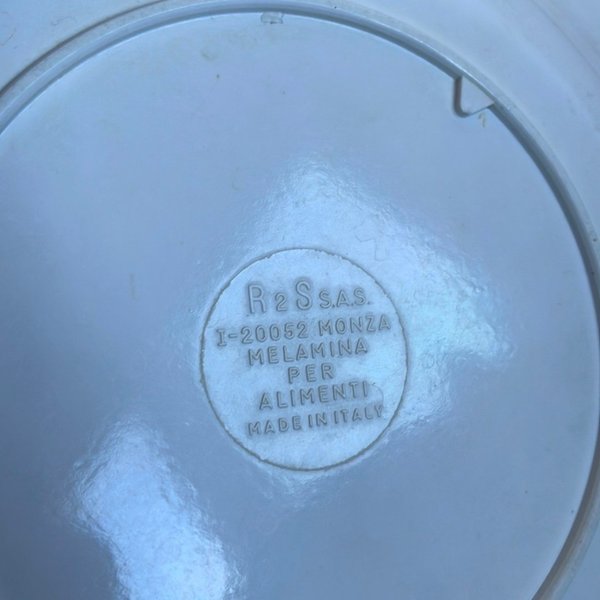 R2S S.A.S.
I-20052 MONZA
MELAMINA
PER
ALIMENTI
MADE IN ITALY